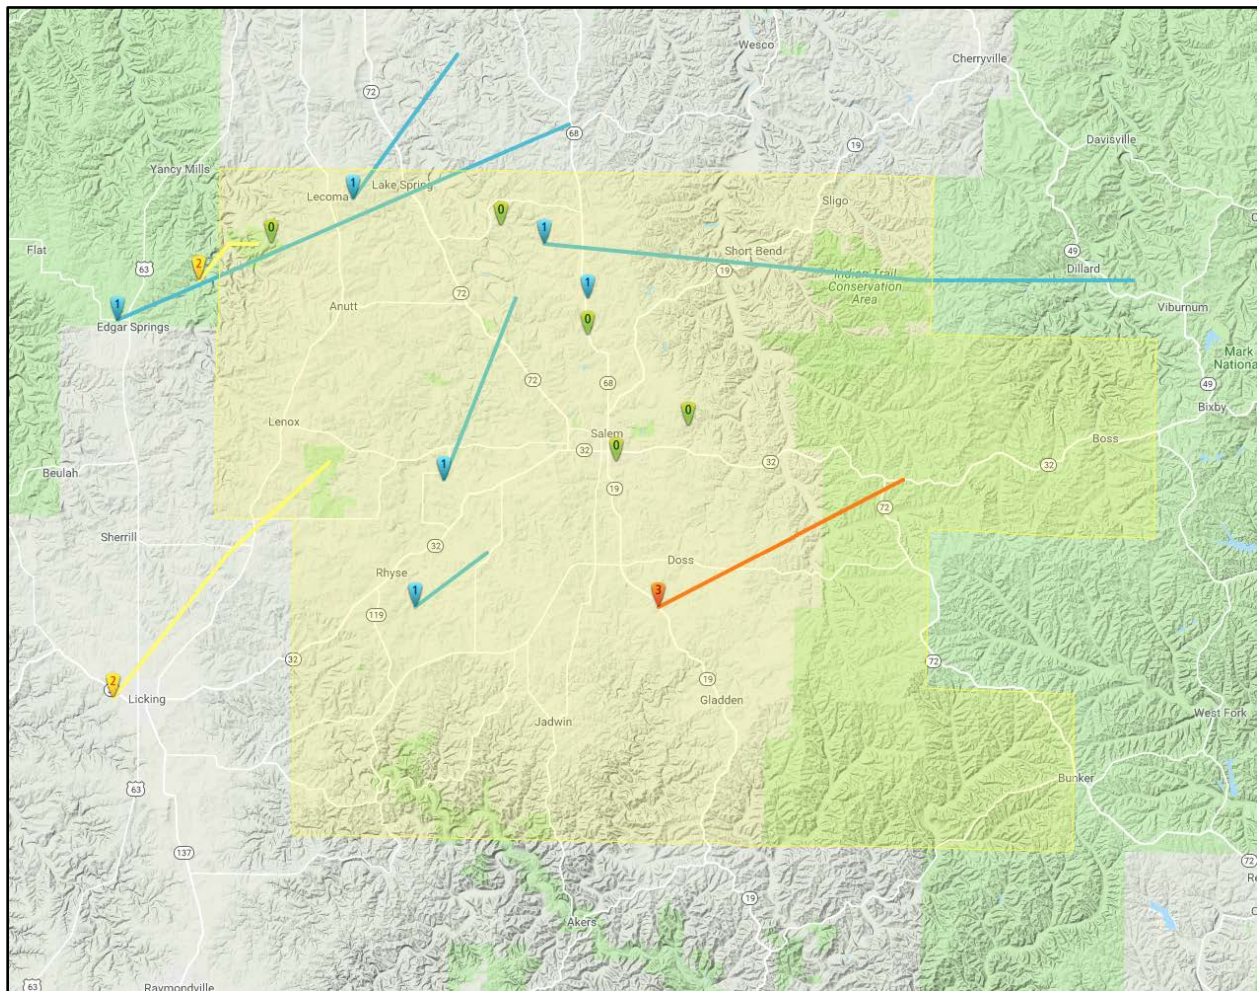 Wesco
Cherryville
72
68
19
Davisville
Yancy Mills
Lake Spring
1
Lecoma
Sligo
0
0
1
Flat
49
Short Bend
63
2
19
Dillard
Indian Trail
Conservation
Area
1
72
1
Anutt
Viburnum
Edgar Springs
0
Mark
Nationa
72
68
49
0
Bixby
Lenox
Salem
Boss
0
32
32
32
Beulah
1
19
72
Sherrill
32
Doss
Rhyse
1
3
119
32
72
2
19
Licking
Gladden
West Fork
Jadwin
Bunker
63
137
72
Re
19
Akers
63
Raymondville